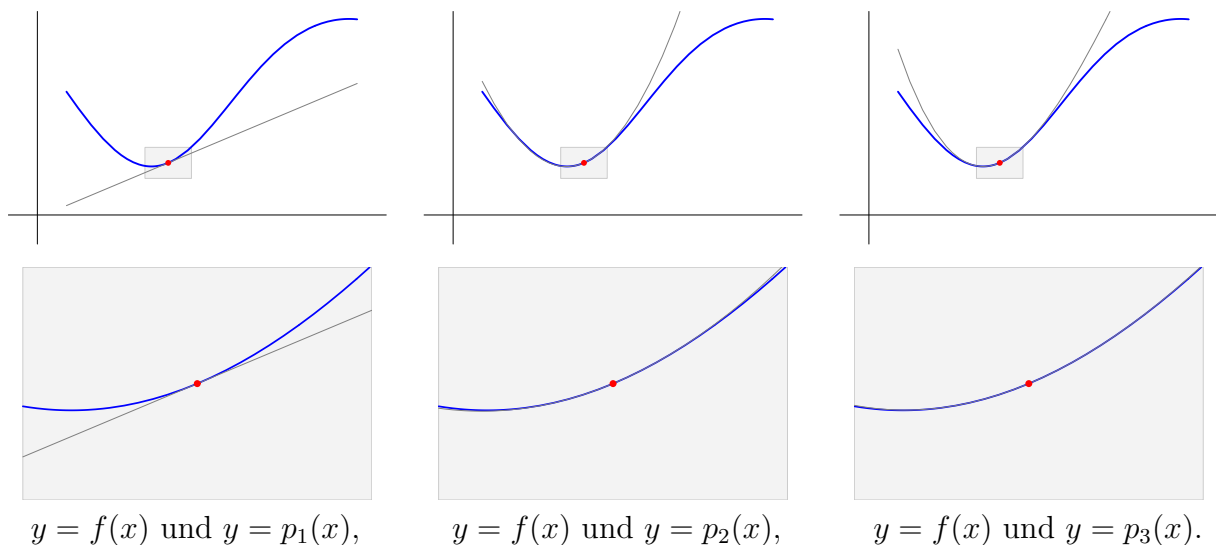 y = f(x) und y = p₁(x), y = f(x) und y = p₂(x), y = f(x) und y = p₃(x).